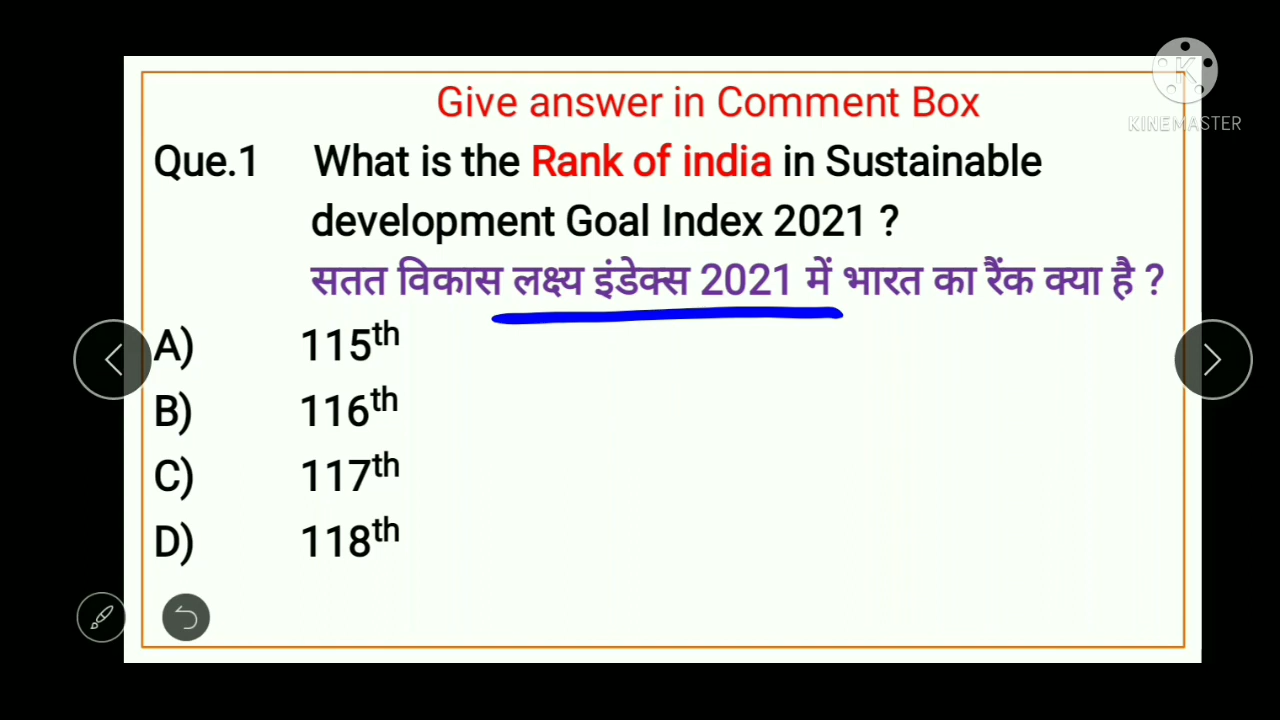 Give answer in Comment Box
KINEMASTER
Que.1 What is the Rank of india in Sustainable
development Goal Index 2021 ?
सतत विकास लक्ष्य इंडेक्स 2021 में भारत का रैंक क्या है ?
A) 115th
B) 116th
C) 117th
D) 118th